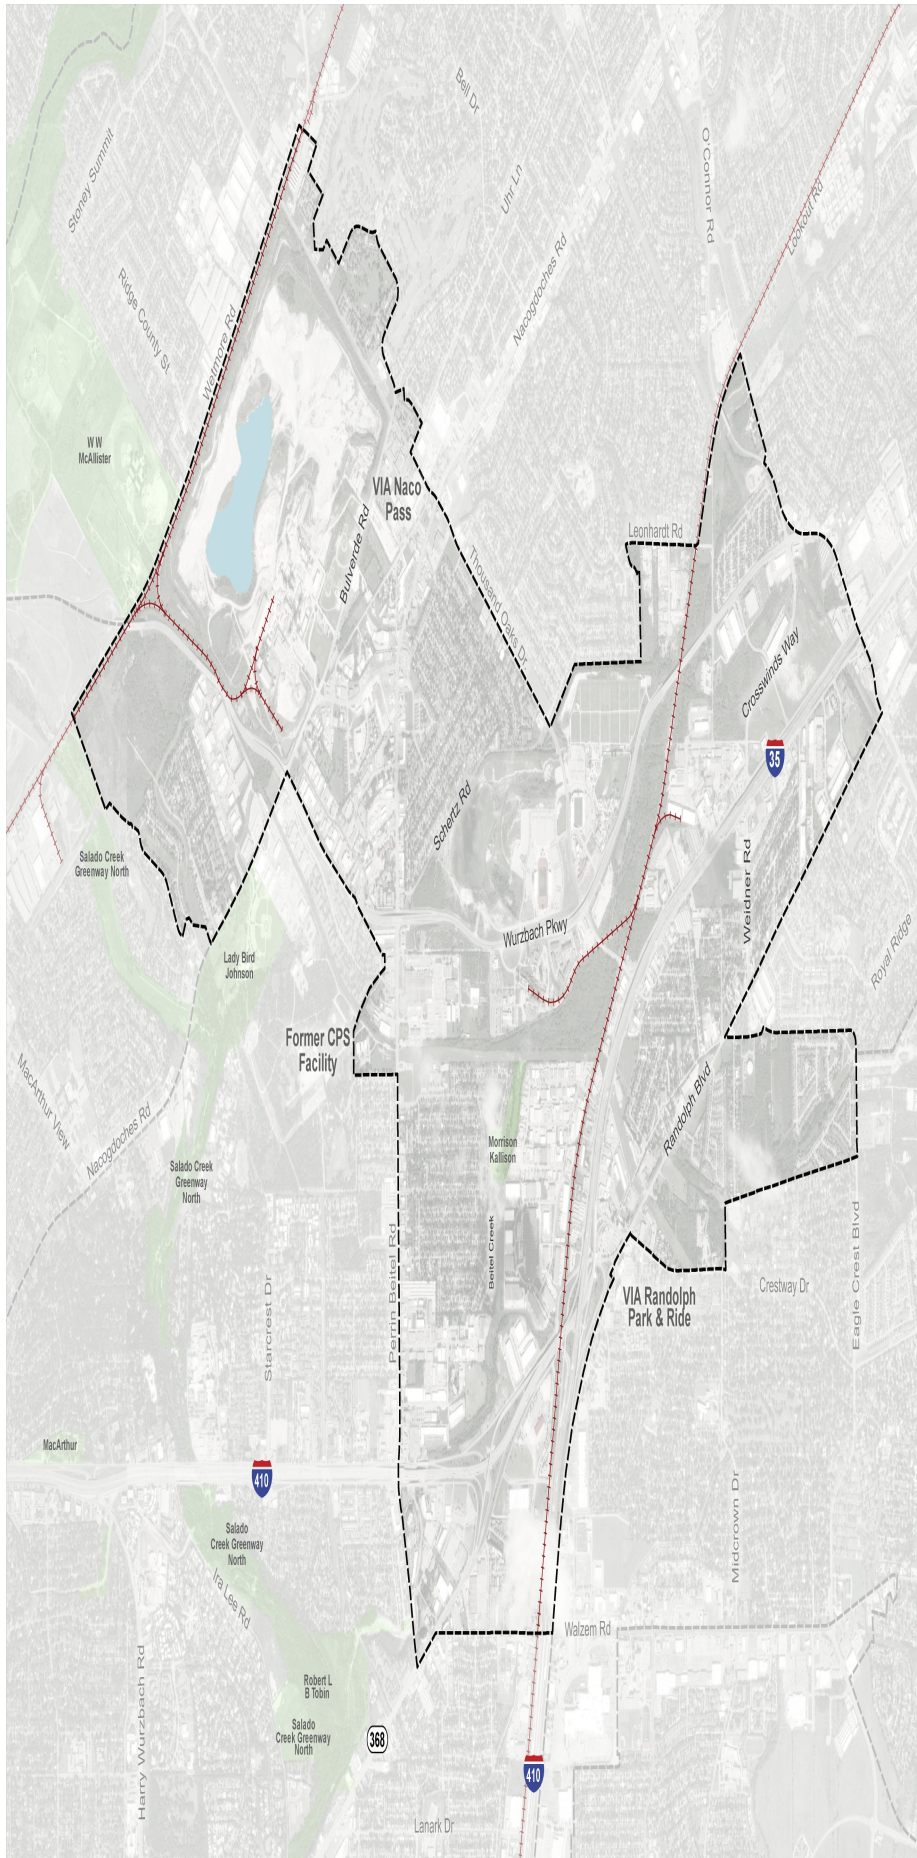 Bell Dr
Stoney Summit
O'Connor Rd
Uhr Ln
Lookout Rd
Nacogdoches Rd
Ridge County St
Wetmore Rd
W W
McAllister
VIA Naco
Pass
Leonhardt Rd
Bulverde Rd
Thousand Oaks Dr
Crosswinds Way
35
Schertz Rd
Salado Creek
Greenway North
Weidner Rd
Wurzbach Pkwy
Royal Ridge
Lady Bird
Johnson
Former CPS
Facility
MacArthur View
Nacogdoches Rd
Randolph Blvd
Morrison
Kallison
Salado Creek
Greenway
North
Beitel Creek
Perrin Beitel Rd
Starcrest Dr
VIA Randolph
Park & Ride
Crestway Dr
Eagle Crest Blvd
MacArthur
410
Salado
Creek Greenway
North
Midcrown Dr
Ira Lee Rd
Walzem Rd
Harry Wurzbach Rd
Robert L
B Tobin
Salado
Creek Greenway
North
368
410
Lanark Dr